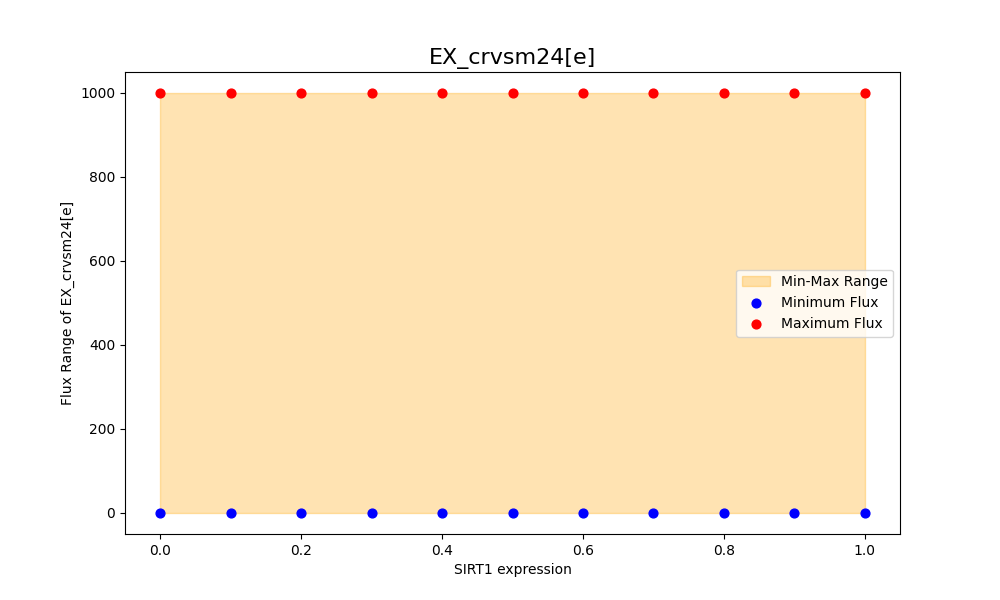 EX_crvsm24[e]
Flux Range of EX_crvsm24[e]
1000
800
600
400
200
0
Min-Max Range
Minimum Flux
Maximum Flux
0.0 0.2 0.4 0.6 0.8 1.0
SIRT1 expression